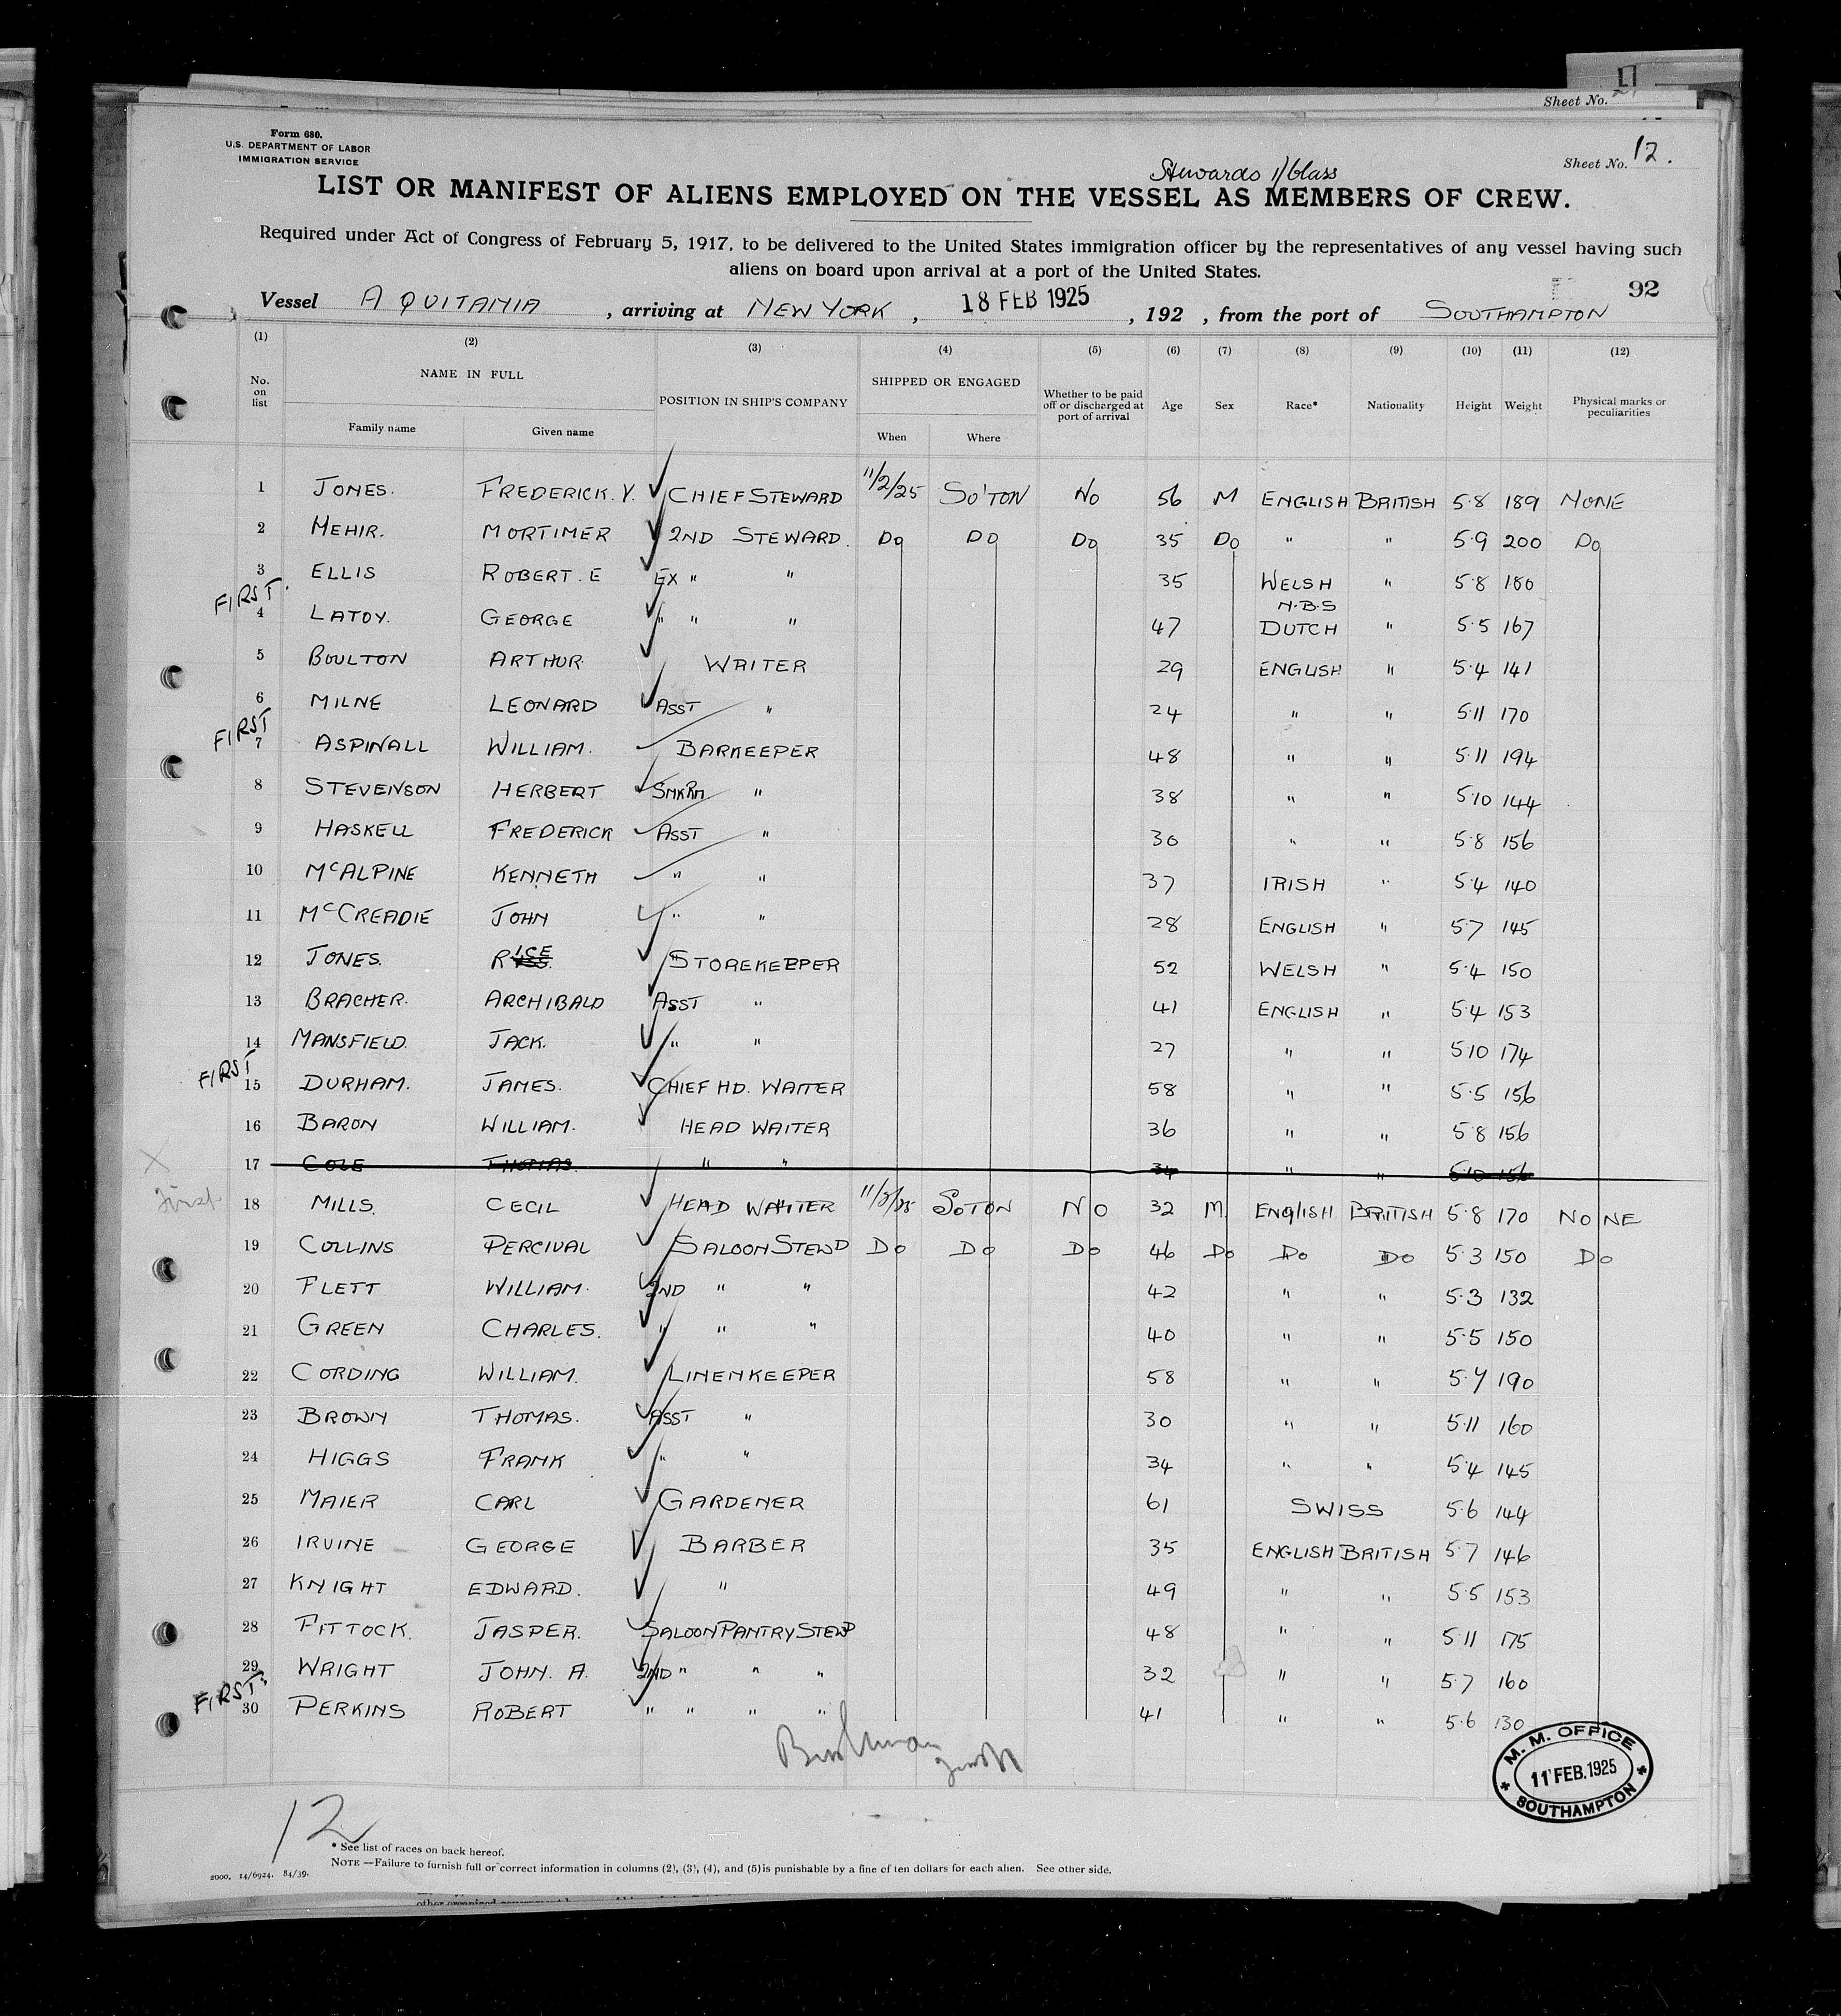 Sheet No.
Form 680.
U.S. DEPARTMENT OF LABOR
IMMIGRATION SERVICE
Sheet No. 12.
Stewards 1/Class
LIST OR MANIFEST OF ALIENS EMPLOYED ON THE VESSEL AS MEMBERS OF CREW.
Required under Act of Congress of February 5, 1917, to be delivered to the United States immigration officer by the representatives of any vessel having such
aliens on board upon arrival at a port of the United States.
92
Vessel AQUITANIA, arriving at NEW YORK, 18 FEB 1925, 192 , from the port of SOUTHAMPTON
(1) (2) (3) (4) (5) (6) (7) (8) (9) (10) (11) (12)
No. on list NAME IN FULL Family name Given name POSITION IN SHIP'S COMPANY SHIPPED OR ENGAGED When Where Whether to be paid off or discharged at port of arrival Age Sex Race* Nationality Height Weight Physical marks or peculiarities
1 JONES. FREDERICK. V. CHIEF STEWARD 11/2/25 SO'TON NO 56 M ENGLISH BRITISH 5·8 189 NONE
2 MEHIR. MORTIMER 2ND STEWARD. DO DO DO 35 DO " " 5·9 200 DO
3 ELLIS ROBERT. E EX " " 35 WELSH " 5·8 180
FIRST. 4 LATOY. GEORGE " " " 47 N.B.S DUTCH " 5·5 167
5 BOULTON ARTHUR. WRITER 29 ENGLISH " 5·4 141
6 MILNE LEONARD ASST " 24 " " 5·11 170
FIRST 7 ASPINALL WILLIAM. BARKEEPER 48 " " 5·11 194
8 STEVENSON HERBERT SMK RM " 38 " " 5·10 144
9 HASKELL FREDERICK ASST " 30 " " 5·8 156
10 McALPINE KENNETH " " 37 IRISH " 5·4 140
11 McCREADIE JOHN " " 28 ENGLISH " 5·7 145
12 JONES. RICE STOREKEEPER 52 WELSH " 5·4 150
13 BRACHER. ARCHIBALD ASST " 41 ENGLISH " 5·4 153
14 MANSFIELD. JACK. " " 27 " " 5·10 174
FIRST 15 DURHAM. JAMES. CHIEF HD. WAITER 58 " " 5·5 156
16 BARON WILLIAM. HEAD WAITER 36 " " 5·8 156
17 COLE THOMAS. " " 34 " " 5·10 156
First 18 MILLS. CECIL HEAD WAITER 11/2/25 SOTON NO 32 M. ENGLISH BRITISH 5·8 170 NONE
19 COLLINS PERCIVAL SALOON STEWD DO DO DO 46 DO DO DO 5·3 150 DO
20 FLETT WILLIAM. 2ND " " 42 " " 5·3 132
21 GREEN CHARLES. " " " 40 " " 5·5 150
22 CORDING WILLIAM. LINENKEEPER 58 " " 5·7 190
23 BROWN THOMAS. ASST " 30 " " 5·11 160
24 HIGGS FRANK " " 34 " " 5·4 145
25 MAIER CARL GARDENER 61 SWISS 5·6 144
26 IRVINE GEORGE BARBER 35 ENGLISH BRITISH 5·7 146
27 KNIGHT EDWARD. " 49 " " 5·5 153
28 FITTOCK. JASPER. SALOON PANTRY STEWD 48 " " 5·11 175
29 WRIGHT JOHN. A. 2ND " " " 32 " " 5·7 160
FIRST. 30 PERKINS ROBERT " " " " 41 " " 5·6 130
M. M. OFFICE
11 FEB. 1925
SOUTHAMPTON
12
* See list of races on back hereof.
NOTE —Failure to furnish full or correct information in columns (2), (3), (4), and (5) is punishable by a fine of ten dollars for each alien. See other side.
2000. 14/6924. 84/39.